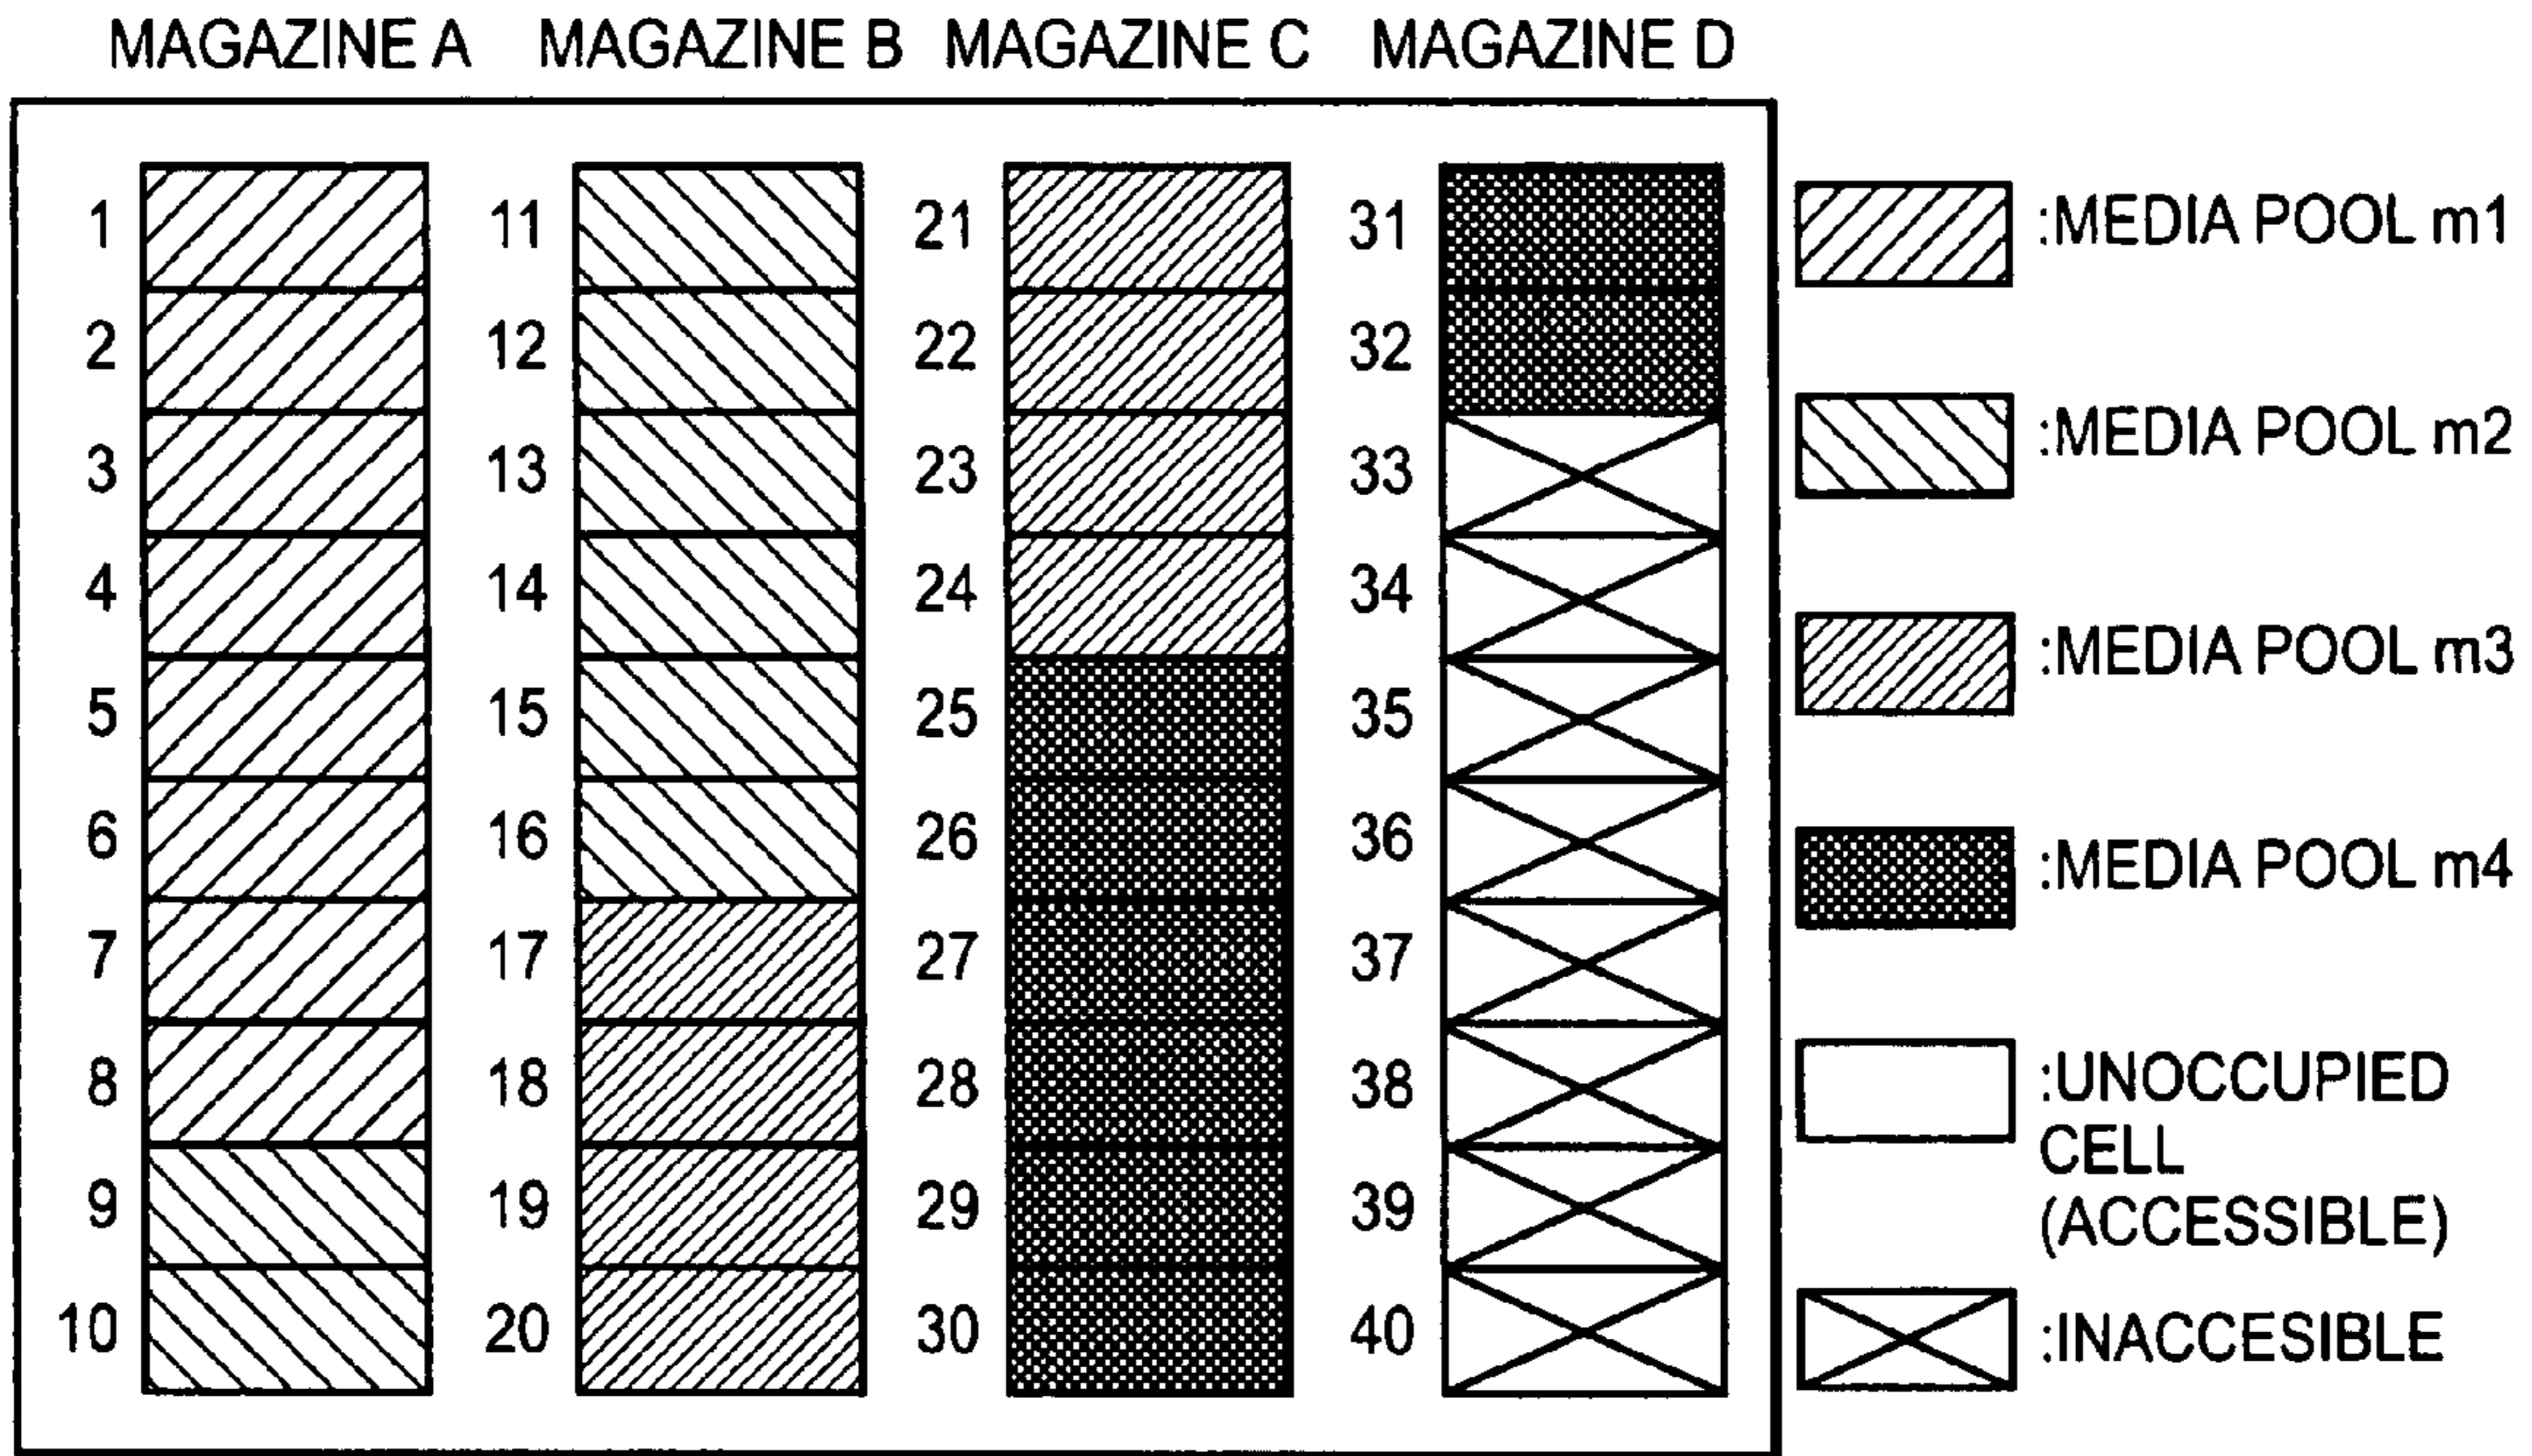 MAGAZINE A MAGAZINE B MAGAZINE C MAGAZINE D
1 11 21 31
2 12 22 32
3 13 23 33
4 14 24 34
5 15 25 35
6 16 26 36
7 17 27 37
8 18 28 38
9 19 29 39
10 20 30 40
:MEDIA POOL m1
:MEDIA POOL m2
:MEDIA POOL m3
:MEDIA POOL m4
:UNOCCUPIED
CELL
(ACCESSIBLE)
:INACCESIBLE